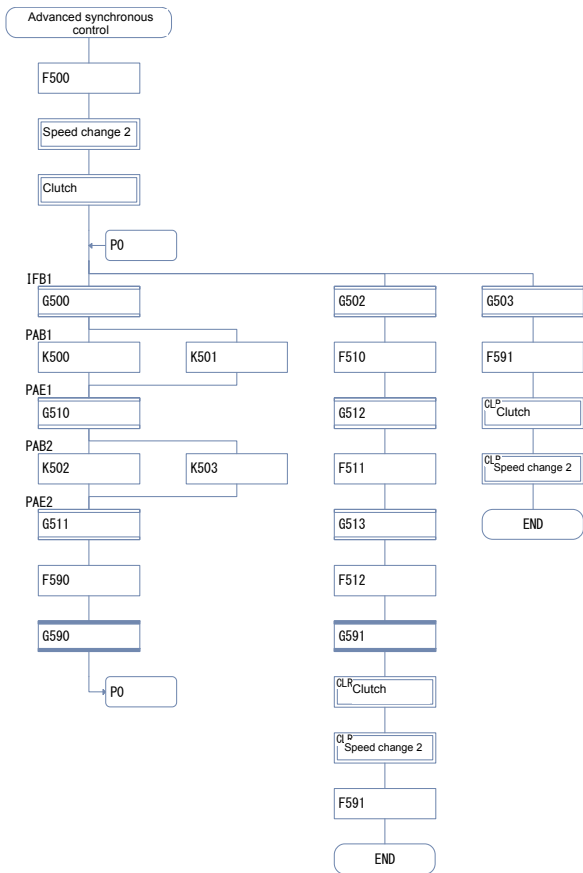 Advanced synchronous
control
F500
Speed change 2
Clutch
P0
IFB1
G500
G502
G503
PAB1
K500
K501
F510
F591
PAE1
G510
G512
CLR
Clutch
PAB2
K502
K503
F511
CLR
Speed change 2
PAE2
G511
G513
END
F590
F512
G590
G591
P0
CLR
Clutch
CLR
Speed change 2
F591
END